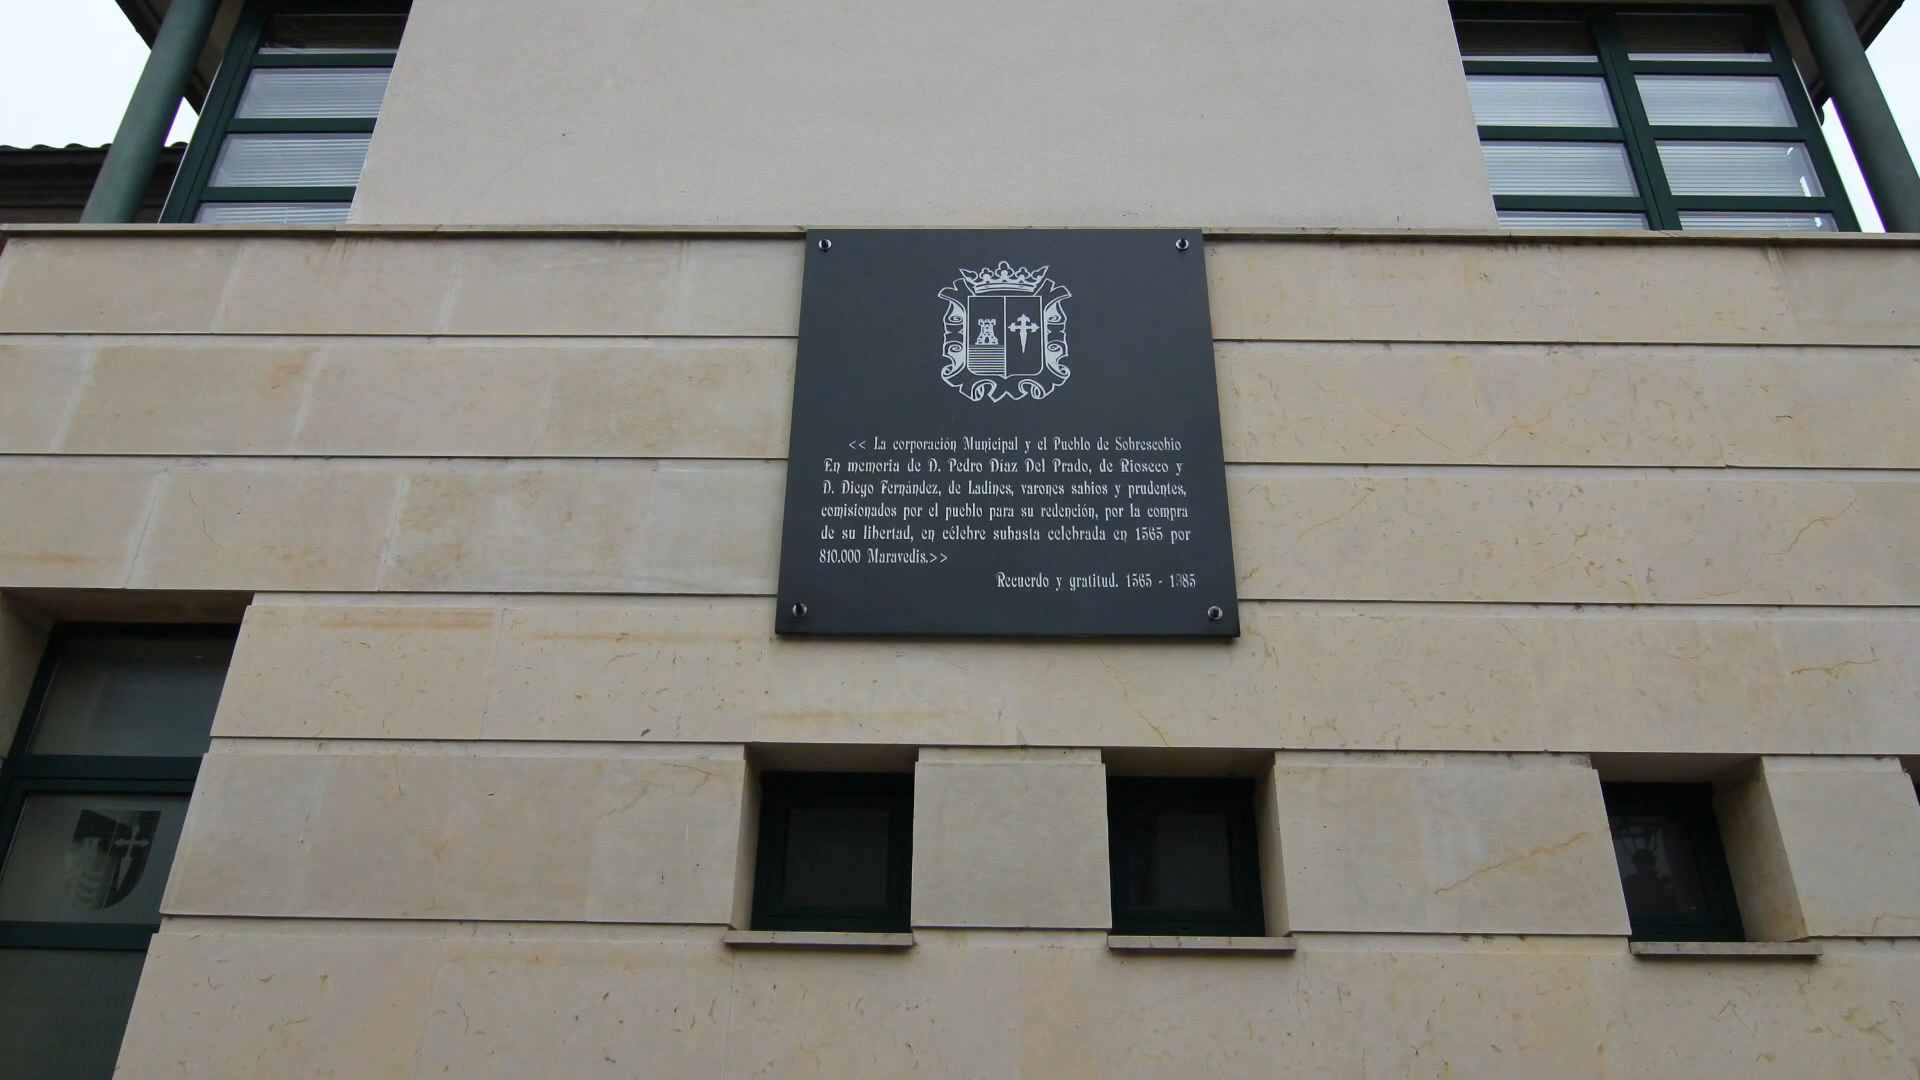 << La corporación Municipal y el Pueblo de Sobrescobio
En memoria de D. Pedro Díaz Del Prado, de Rioseco y
D. Diego Fernández, de Ladines, varones sabios y prudentes,
comisionados por el pueblo para su redención, por la compra
de su libertad, en célebre subasta celebrada en 1565 por
810.000 Maravedis.>>
Recuerdo y gratitud. 1565 - 1985